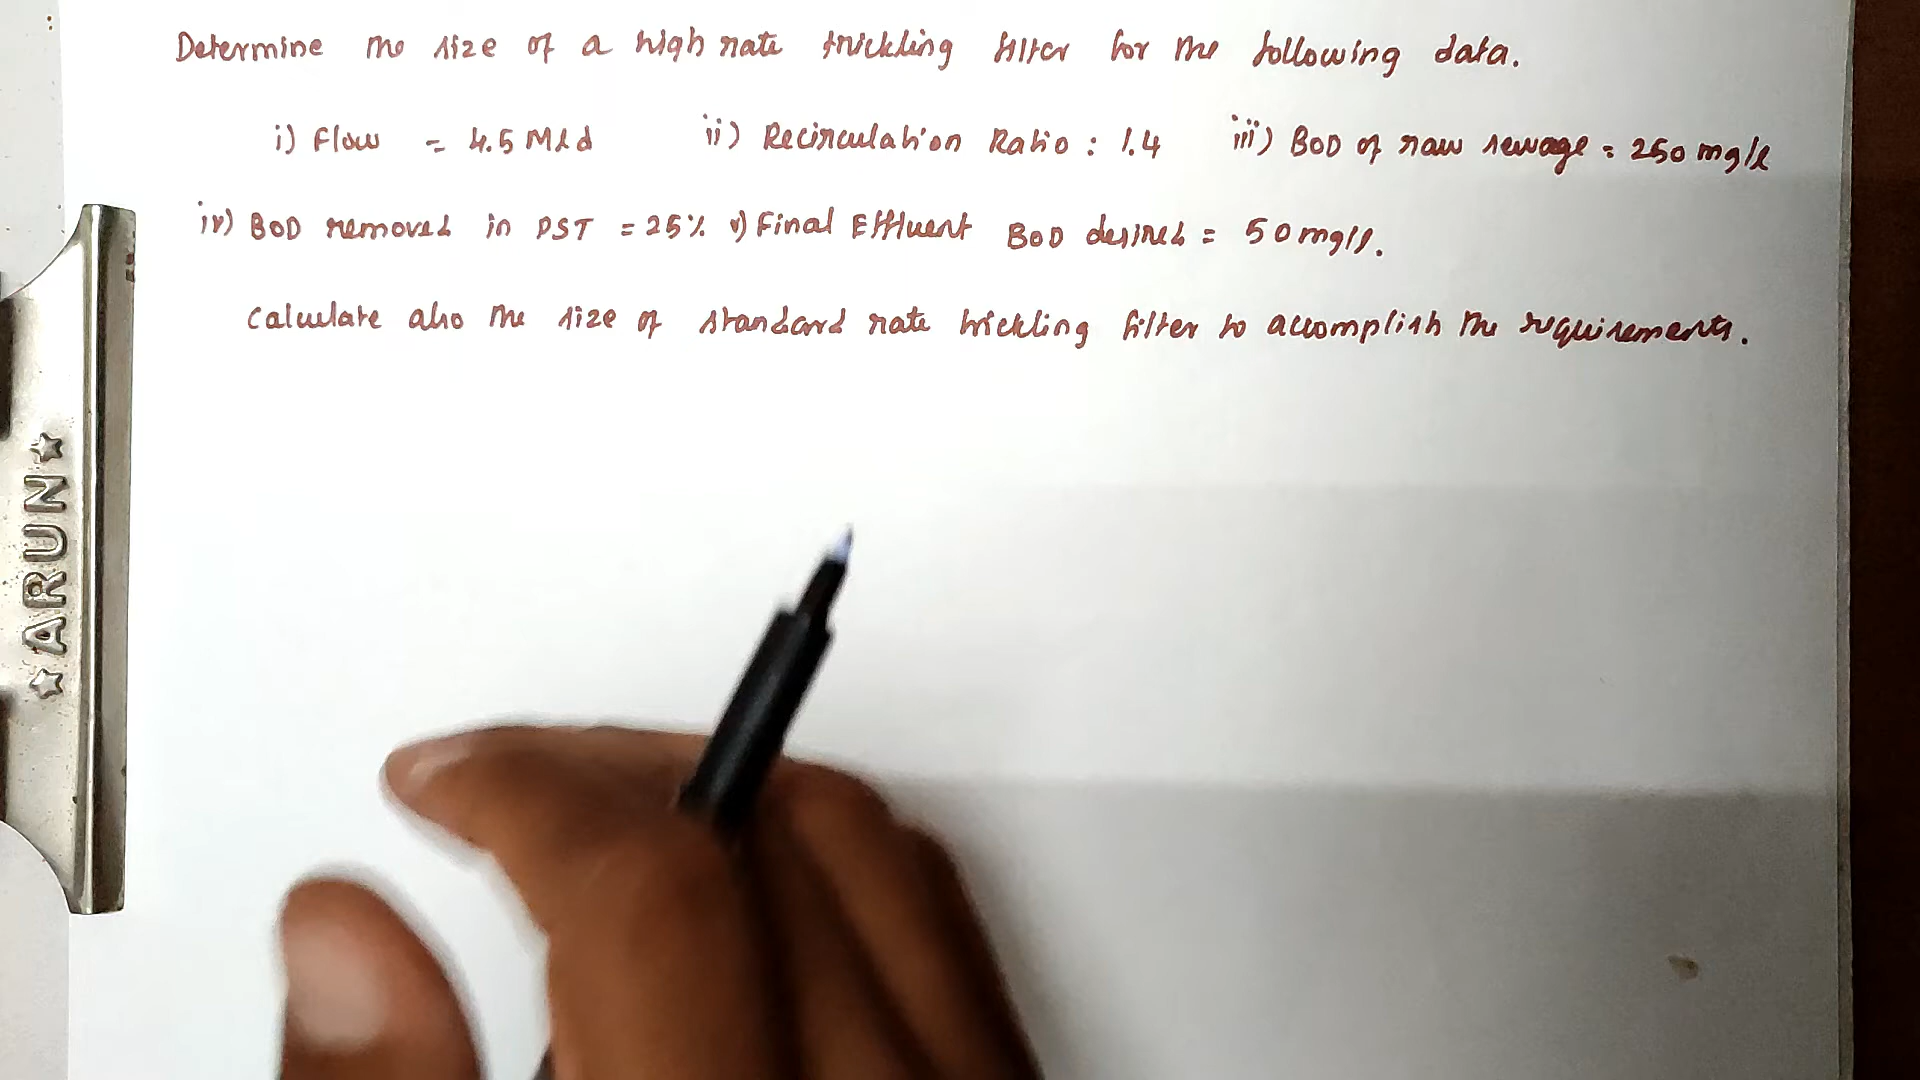 Determine the size of a high rate trickling filter for the following data.
i) Flow = 4.5 Mld ii) Recirculation Ratio : 1.4 iii) BOD of raw sewage = 250 mg/l
iv) BOD removed in PST = 25% v) Final Effluent BOD desired = 50 mg/l.
Calculate also the size of standard rate trickling filter to accomplish the requirements.
☆ARUN☆